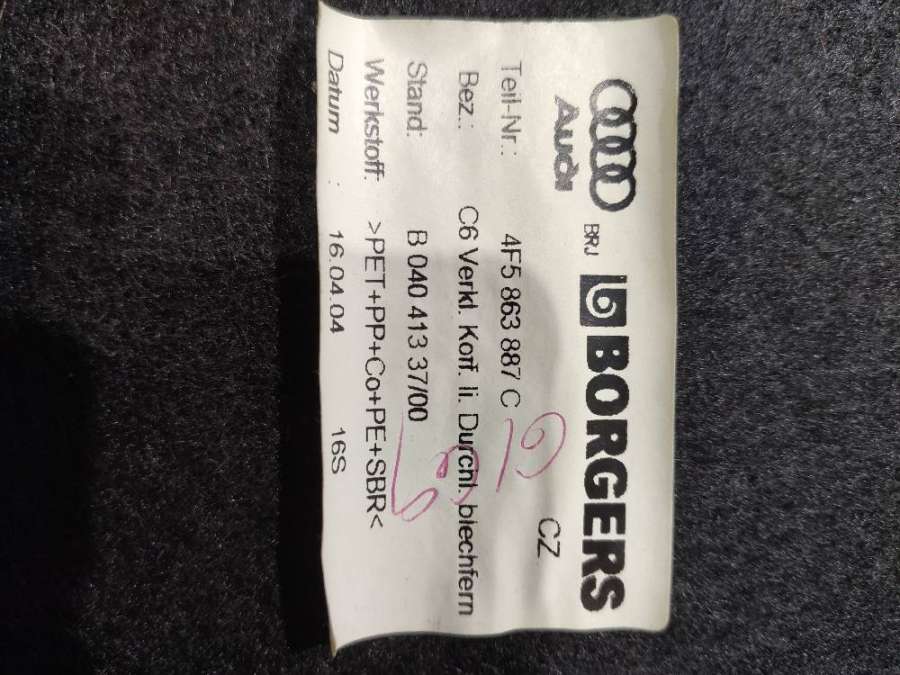 Audi BRJ BORGERS
CZ
Teil-Nr.: 4F5 863 887 C
Bez.: C6 Verkl. Koff. li. Durchl. blechfern
Stand: B 040 413 37/00
Werkstoff: >PET+PP+Co+PE+SBR<
Datum : 16.04.04 16S